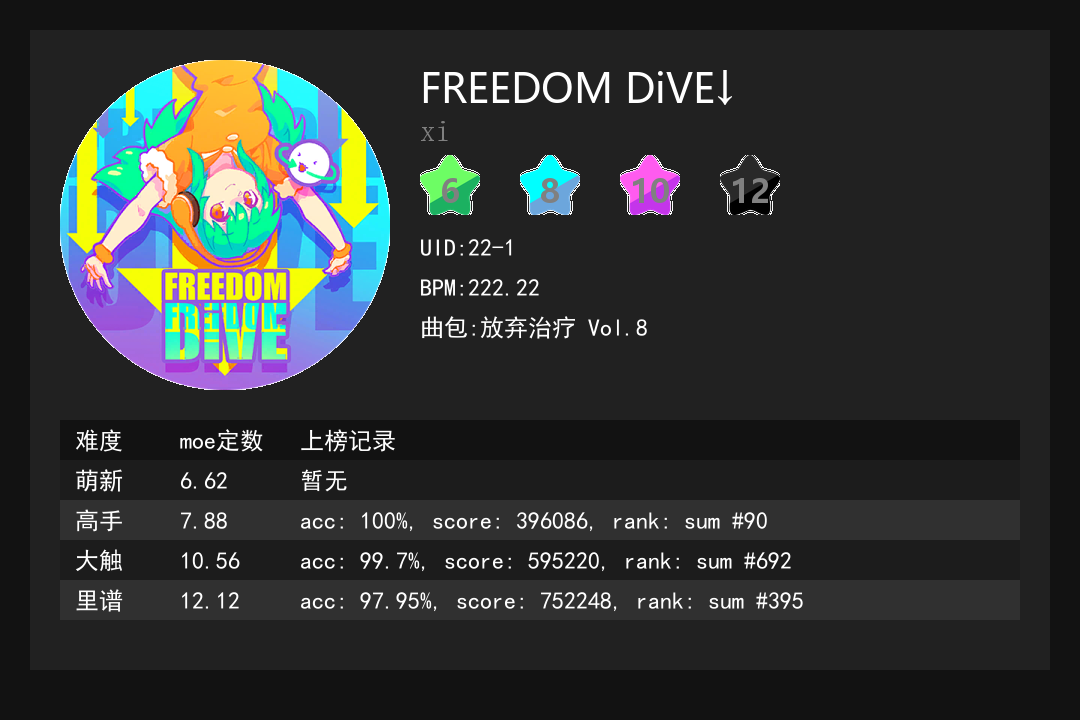 FREEDOM DiVE↓
xi
6 8 10 12
UID:22-1
BPM:222.22
曲包:放弃治疗 Vol.8
FREEDOM
DiVE
难度 moe定数 上榜记录
萌新 6.62 暂无
高手 7.88 acc: 100%, score: 396086, rank: sum #90
大触 10.56 acc: 99.7%, score: 595220, rank: sum #692
里谱 12.12 acc: 97.95%, score: 752248, rank: sum #395